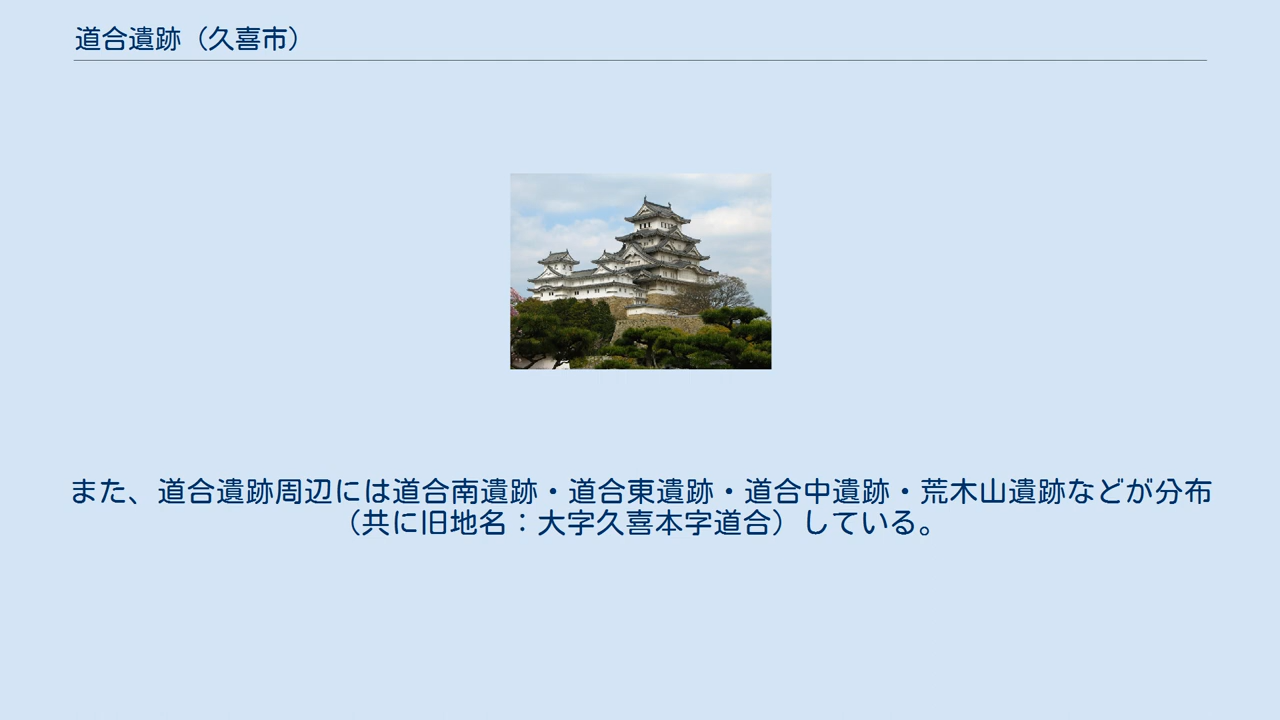 道合遺跡（久喜市）
また、道合遺跡周辺には道合南遺跡・道合東遺跡・道合中遺跡・荒木山遺跡などが分布
（共に旧地名：大字久喜本字道合）している。